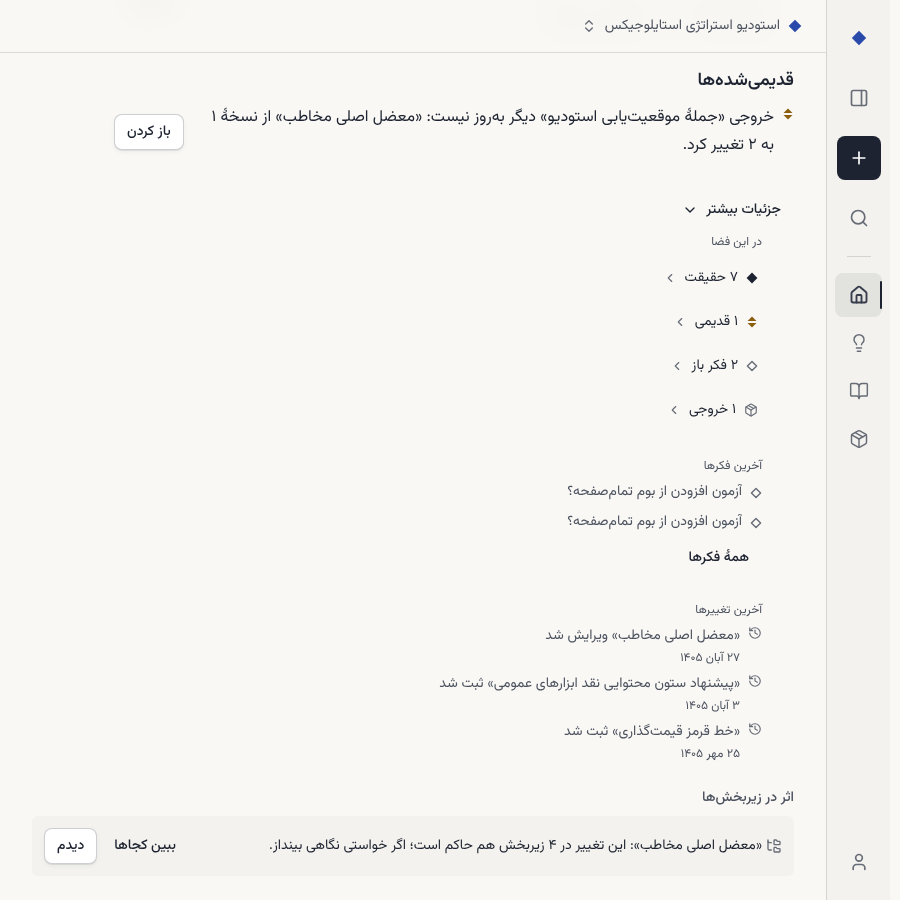 استودیو استراتژی استایلوجیکس
قدیمی‌شده‌ها
خروجی «جملهٔ موقعیت‌یابی استودیو» دیگر به‌روز نیست: «معضل اصلی مخاطب» از نسخهٔ ۱
به ۲ تغییر کرد.
باز کردن
جزئیات بیشتر
در این فضا
۷ حقیقت
۱ قدیمی
۲ فکر باز
۱ خروجی
آخرین فکرها
آزمون افزودن از بوم تمام‌صفحه؟
آزمون افزودن از بوم تمام‌صفحه؟
همهٔ فکرها
آخرین تغییرها
«معضل اصلی مخاطب» ویرایش شد
۲۷ آبان ۱۴۰۵
«پیشنهاد ستون محتوایی نقد ابزارهای عمومی» ثبت شد
۳ آبان ۱۴۰۵
«خط قرمز قیمت‌گذاری» ثبت شد
۲۵ مهر ۱۴۰۵
اثر در زیربخش‌ها
«معضل اصلی مخاطب»: این تغییر در ۴ زیربخش هم حاکم است؛ اگر خواستی نگاهی بینداز.
ببین کجاها
دیدم